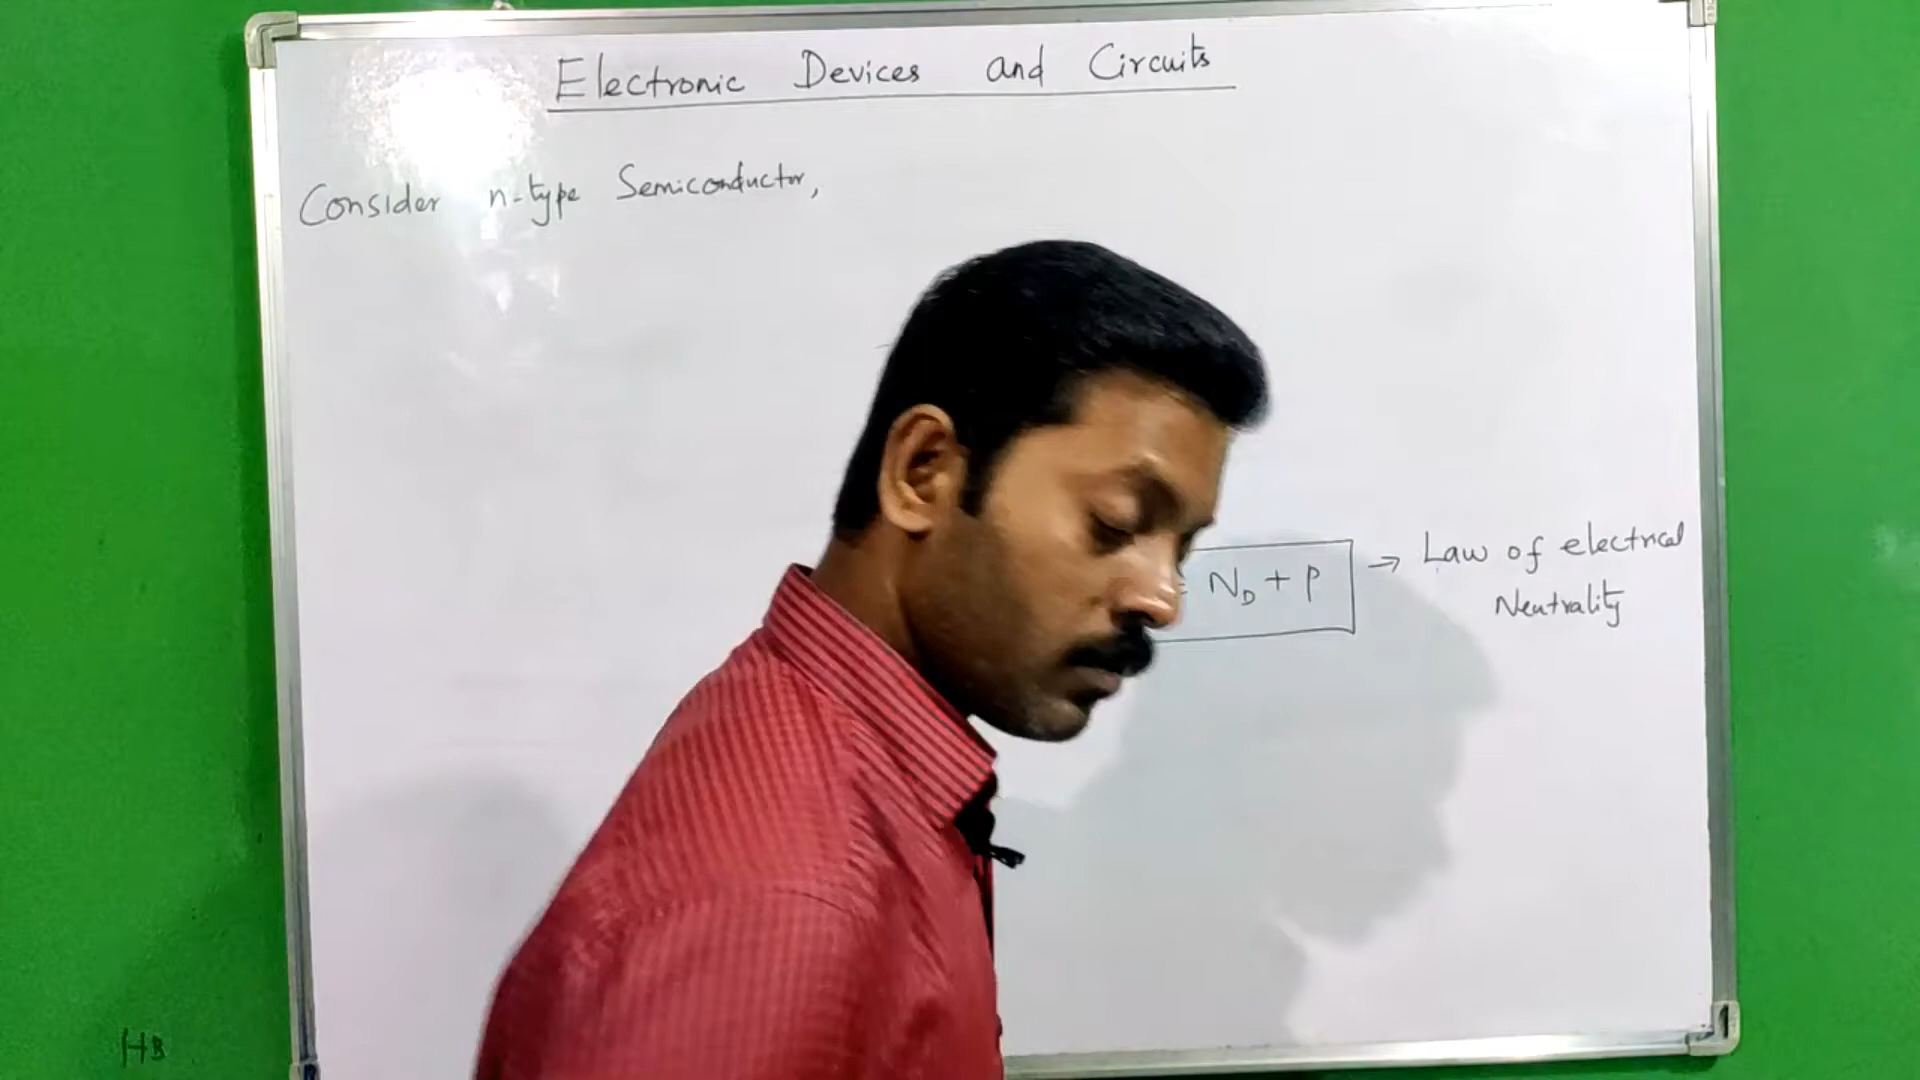 Electronic Devices and Circuits
Consider n-type Semiconductor,
= N_D + P → Law of electrical
Neutrality
HB